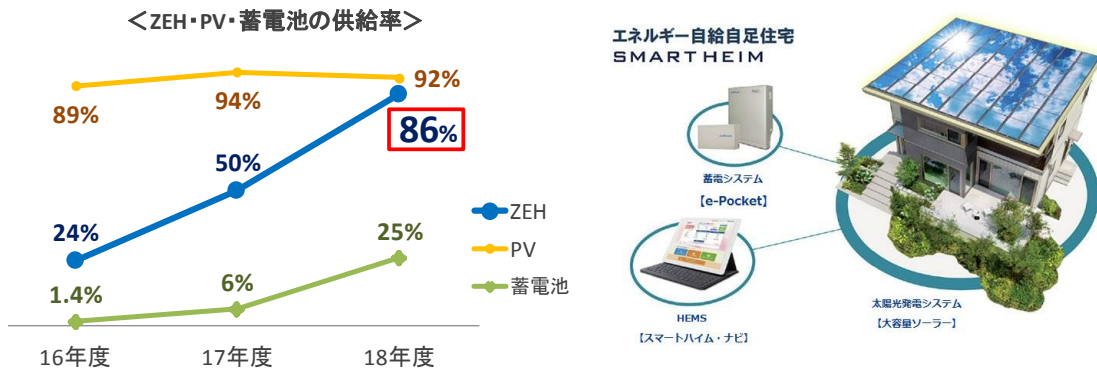 ＜ZEH・PV・蓄電池の供給率＞
89%
94%
92%
86%
50%
24%
1.4%
6%
25%
ZEH
PV
蓄電池
16年度
17年度
18年度
エネルギー自給自足住宅
SMART HEIM
蓄電システム
【e-Pocket】
HEMS
【スマートハイム・ナビ】
太陽光発電システム
【大容量ソーラー】